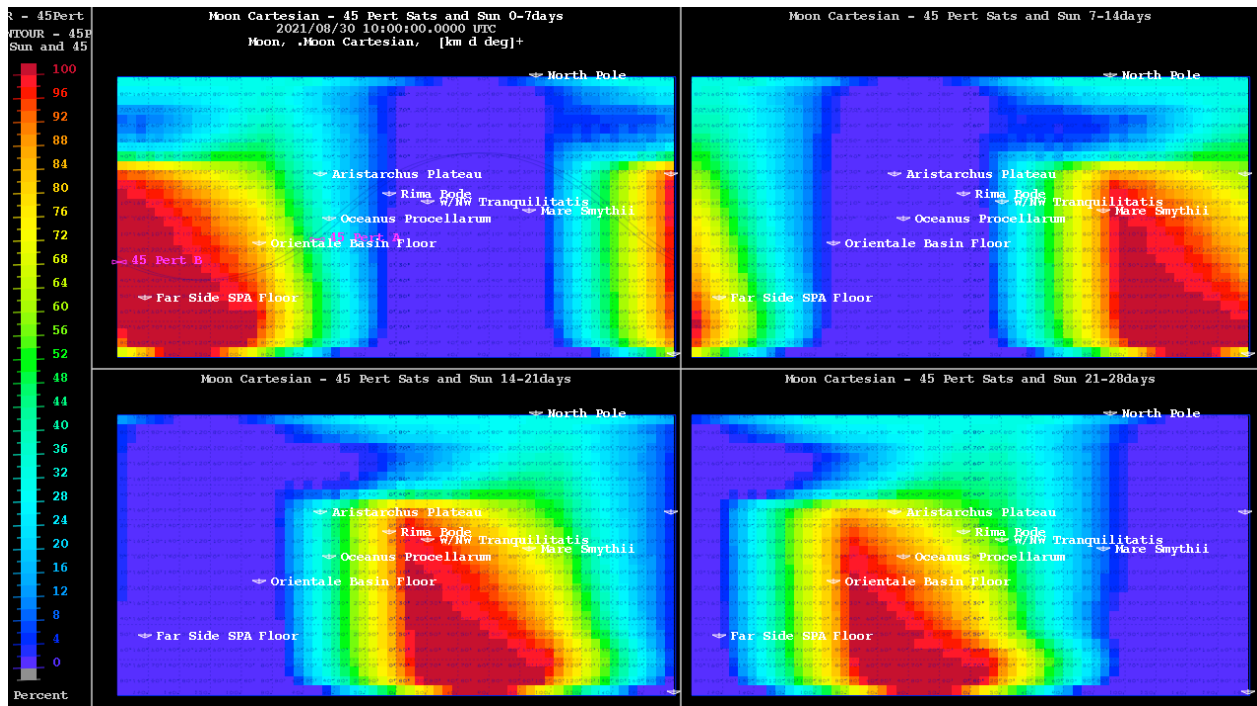 R - 45Pert
NTOUR - 45P
Sun and 45
100
96
92
88
84
80
76
72
68
64
60
56
52
48
44
40
36
32
28
24
20
16
12
8
4
0
Percent
Moon Cartesian - 45 Pert Sats and Sun 0-7days
2021/08/30 10:00:00.0000 UTC
Moon, .Moon Cartesian, [km d deg]+
North Pole
Aristarchus Plateau
Rima Bode
w/NW Tranquilitatis
Mare Smythii
Oceanus Procellarum
45 Pert A
Orientale Basin Floor
45 Pert B
Far Side SPA Floor
Moon Cartesian - 45 Pert Sats and Sun 7-14days
North Pole
Aristarchus Plateau
Rima Bode
w/NW Tranquilitatis
Mare Smythii
Oceanus Procellarum
Orientale Basin Floor
Far Side SPA Floor
Moon Cartesian - 45 Pert Sats and Sun 14-21days
North Pole
Aristarchus Plateau
Rima Bode
w/NW Tranquilitatis
Mare Smythii
Oceanus Procellarum
Orientale Basin Floor
Far Side SPA Floor
Moon Cartesian - 45 Pert Sats and Sun 21-28days
North Pole
Aristarchus Plateau
Rima Bode
w/NW Tranquilitatis
Mare Smythii
Oceanus Procellarum
Orientale Basin Floor
Far Side SPA Floor